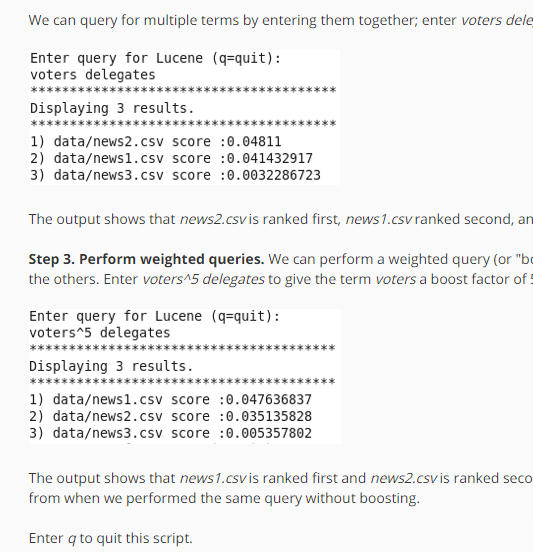 We can query for multiple terms by entering them together; enter voters dele
Enter query for Lucene (q=quit):
voters delegates
****************************************
Displaying 3 results.
****************************************
1) data/news2.csv score :0.04811
2) data/news1.csv score :0.041432917
3) data/news3.csv score :0.0032286723
The output shows that news2.csv is ranked first, news1.csv ranked second, an
Step 3. Perform weighted queries. We can perform a weighted query (or "bo
the others. Enter voters^5 delegates to give the term voters a boost factor of 5
Enter query for Lucene (q=quit):
voters^5 delegates
****************************************
Displaying 3 results.
****************************************
1) data/news1.csv score :0.047636837
2) data/news2.csv score :0.035135828
3) data/news3.csv score :0.005357802
The output shows that news1.csv is ranked first and news2.csv is ranked seco
from when we performed the same query without boosting.
Enter q to quit this script.